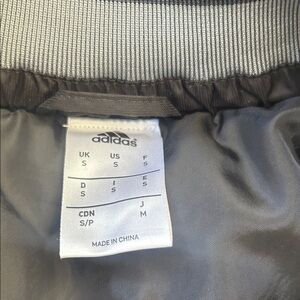 adidas
UK US F
S S S
D I E
S S S
CDN J
S/P M
MADE IN CHINA